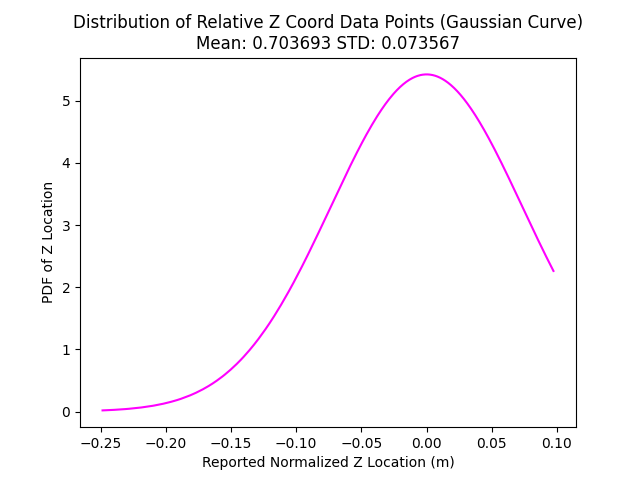 Distribution of Relative Z Coord Data Points (Gaussian Curve)
Mean: 0.703693 STD: 0.073567
PDF of Z Location
5
4
3
2
1
0
−0.25 −0.20 −0.15 −0.10 −0.05 0.00 0.05 0.10
Reported Normalized Z Location (m)